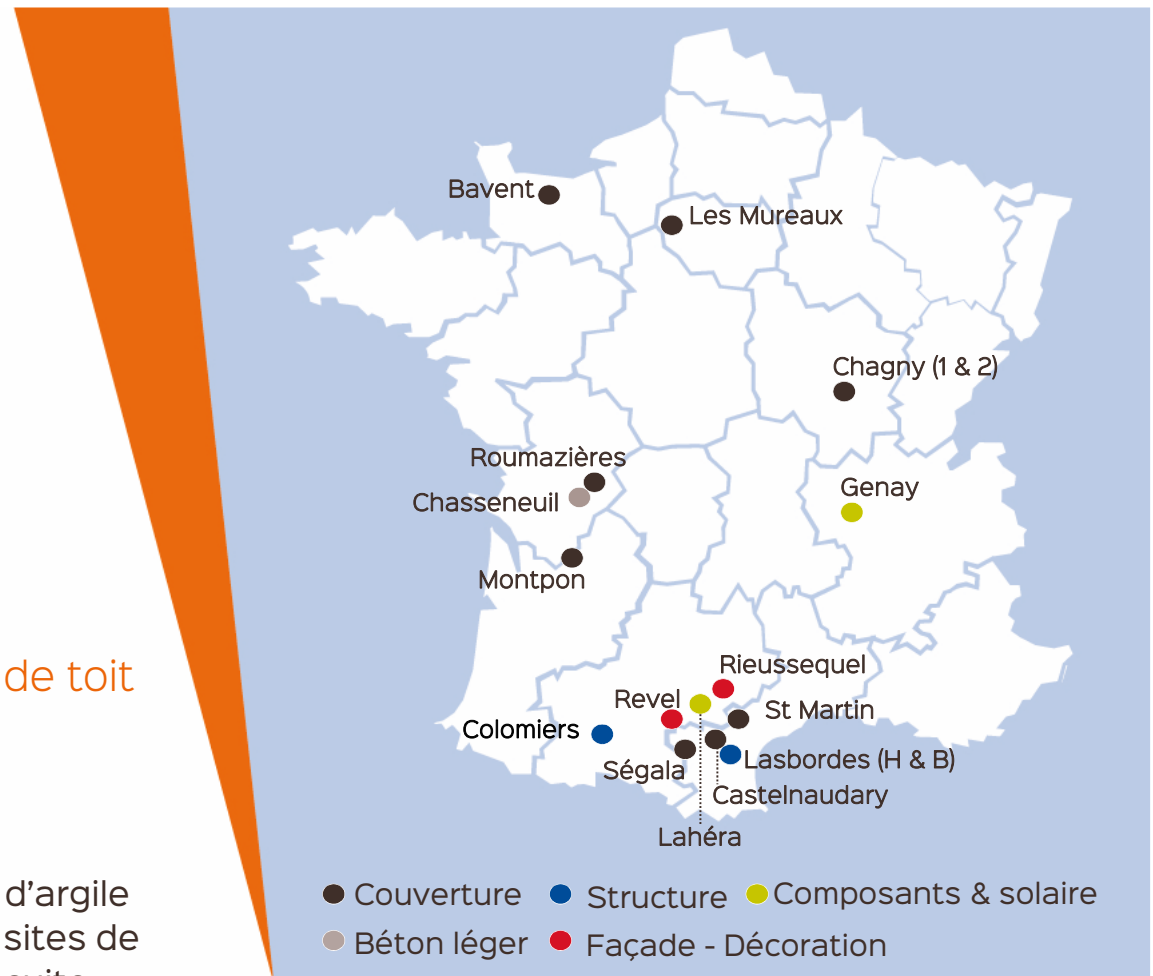 Bavent
Les Mureaux
Chagny (1 & 2)
Roumazières
Chasseneuil
Genay
Montpon
de toit
Rieussequel
Revel
St Martin
Colomiers
Ségala
Lasbordes (H & B)
Castelnaudary
Lahéra
d'argile
sites de
Couverture
Structure
Composants & solaire
Béton léger
Façade - Décoration